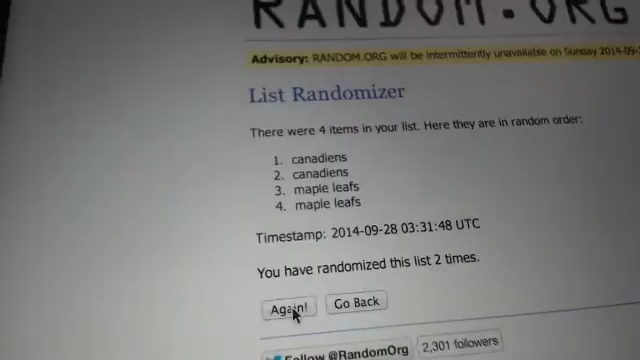 RANDOM.ORG
Advisory: RANDOM.ORG will be intermittently unavailable on Sunday 2014-09-
List Randomizer
There were 4 items in your list. Here they are in random order:
1. canadiens
2. canadiens
3. maple leafs
4. maple leafs
Timestamp: 2014-09-28 03:31:48 UTC
You have randomized this list 2 times.
Again! Go Back
Follow @RandomOrg 2,301 followers